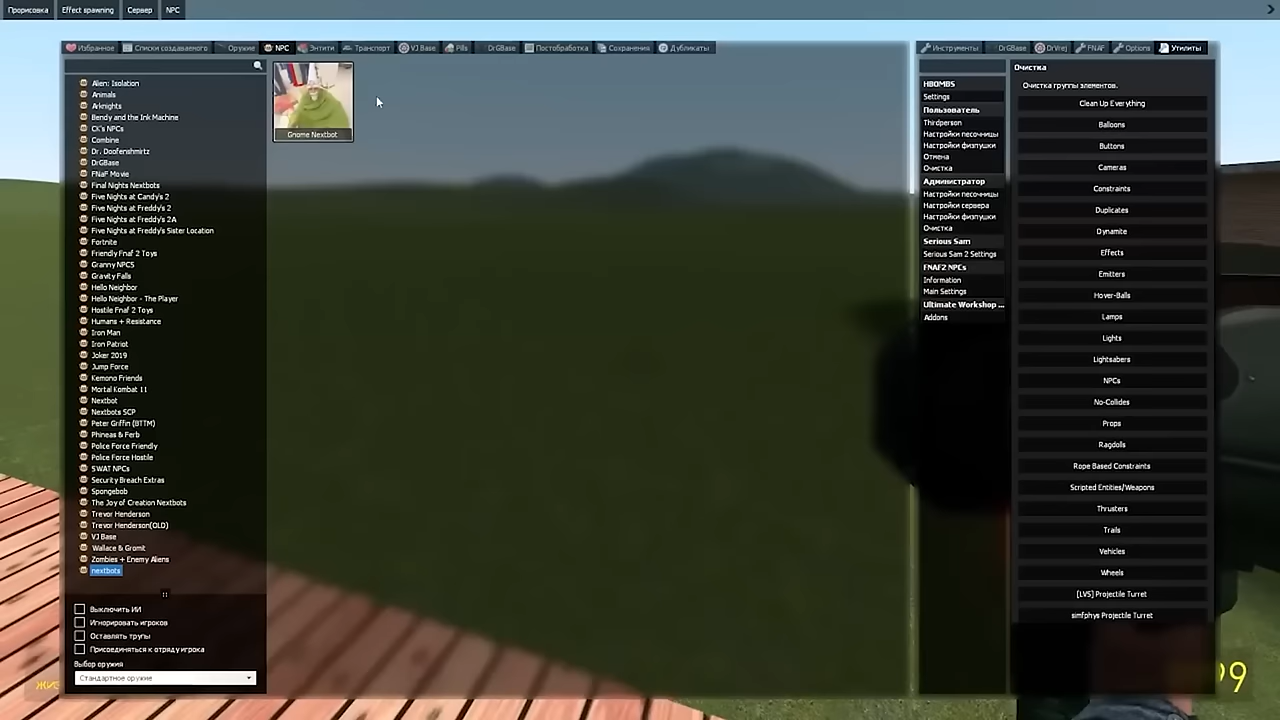 Прорисовка
Effect spawning
Сервер
NPC
Избранное
Списки создаваемого
Оружие
NPC
Энтити
Транспорт
VJ Base
Pills
DrGBase
Постобработка
Сохранения
Дубликаты
Инструменты
DrGBase
DrVrej
FNAF
Options
Утилиты
Alien: Isolation
Animals
Arknights
Bendy and the Ink Machine
CK's NPCs
Combine
Dr. Doofenshmirtz
DrGBase
FNaF Movie
Final Nights Nextbots
Five Nights at Candy's 2
Five Nights at Freddy's 2
Five Nights at Freddy's 2A
Five Nights at Freddy's Sister Location
Fortnite
Friendly Fnaf 2 Toys
Granny NPCS
Gravity Falls
Hello Neighbor
Hello Neighbor - The Player
Hostile Fnaf 2 Toys
Humans + Resistance
Iron Man
Iron Patriot
Joker 2019
Jump Force
Kemono Friends
Mortal Kombat 11
Nextbot
Nextbots SCP
Peter Griffin (BTTM)
Phineas & Ferb
Police Force Friendly
Police Force Hostile
SWAT NPCs
Security Breach Extras
Spongebob
The Joy of Creation Nextbots
Trevor Henderson
Trevor Henderson(OLD)
VJ Base
Wallace & Gromit
Zombies + Enemy Aliens
nextbots
Выключить ИИ
Игнорировать игроков
Оставлять трупы
Присоединяться к отряду игрока
Выбор оружия
Стандартное оружие
Gnome Nextbot
HBOMBS
Settings
Пользователь
Thirdperson
Настройки песочницы
Настройки физпушки
Отмена
Очистка
Администратор
Настройки песочницы
Настройки сервера
Настройки физпушки
Очистка
Serious Sam
Serious Sam 2 Settings
FNAF2 NPCs
Information
Main Settings
Ultimate Workshop ...
Addons
Очистка
Очистка группы элементов.
Clean Up Everything
Balloons
Buttons
Cameras
Constraints
Duplicates
Dynamite
Effects
Emitters
Hover-Balls
Lamps
Lights
Lightsabers
NPCs
No-Collides
Props
Ragdolls
Rope Based Constraints
Scripted Entities/Weapons
Thrusters
Trails
Vehicles
Wheels
[LVS] Projectile Turret
simfphys Projectile Turret